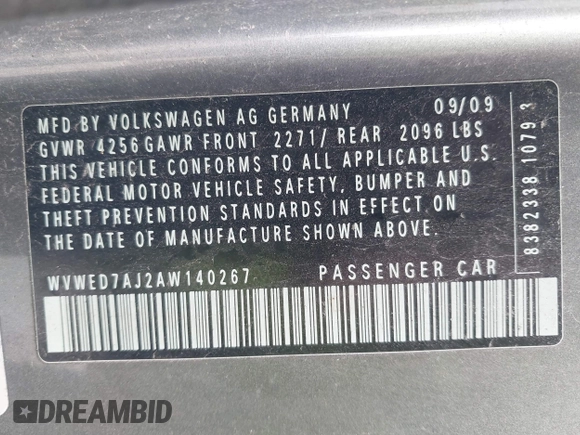 MFD BY VOLKSWAGEN AG GERMANY 09/09
GVWR 4256 GAWR FRONT 2271/ REAR 2096 LBS
THIS VEHICLE CONFORMS TO ALL APPLICABLE U.S.
FEDERAL MOTOR VEHICLE SAFETY, BUMPER AND
THEFT PREVENTION STANDARDS IN EFFECT ON
THE DATE OF MANUFACTURE SHOWN ABOVE.
WVWED7AJ2AW140267 PASSENGER CAR
8382338 10793
DREAMBID